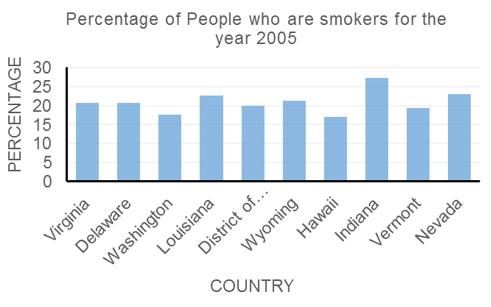 Percentage of People who are smokers for the
year 2005
PERCENTAGE
30
25
20
15
10
5
0
Virginia
Delaware
Washington
Louisiana
District of…
Wyoming
Hawaii
Indiana
Vermont
Nevada
COUNTRY